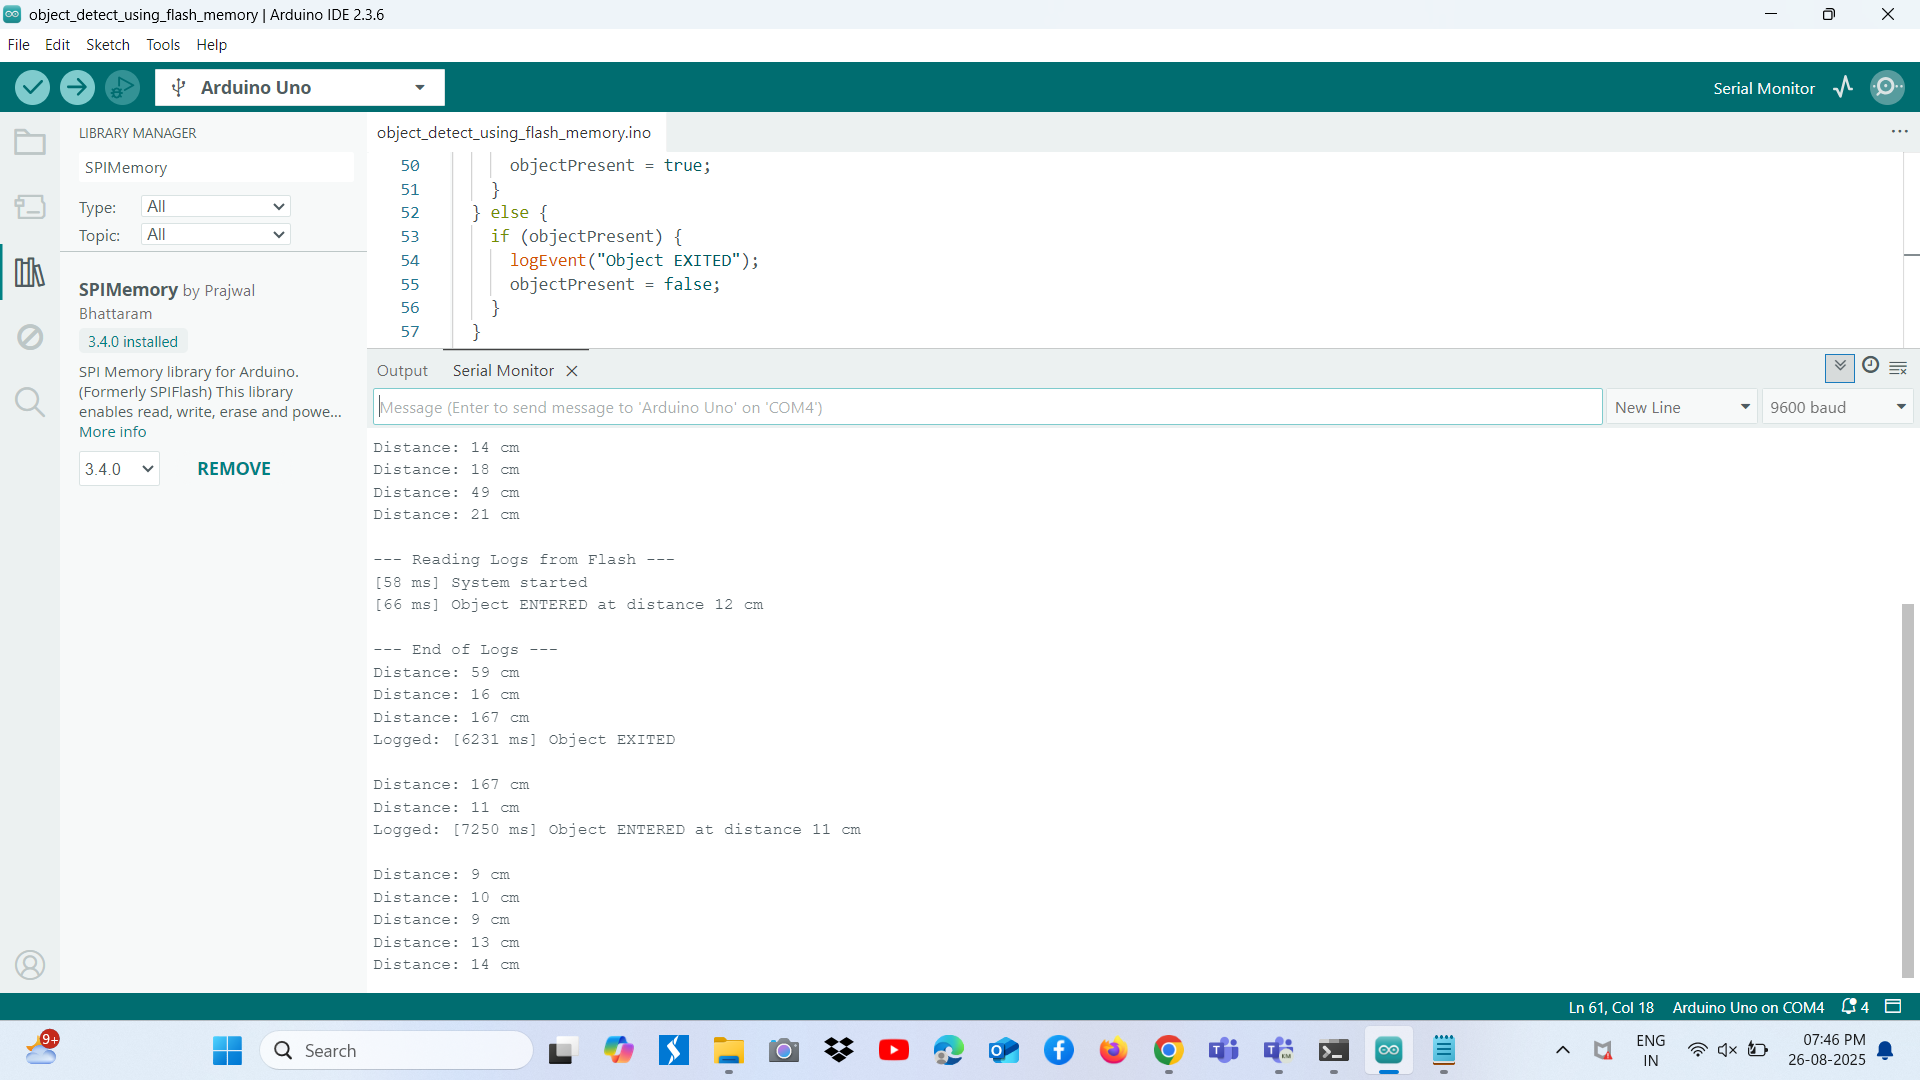 object_detect_using_flash_memory | Arduino IDE 2.3.6
File Edit Sketch Tools Help
Arduino Uno
Serial Monitor
LIBRARY MANAGER
SPIMemory
Type: All
Topic: All
SPIMemory by Prajwal
Bhattaram
3.4.0 installed
SPI Memory library for Arduino.
(Formerly SPIFlash) This library
enables read, write, erase and powe...
More info
3.4.0 REMOVE
object_detect_using_flash_memory.ino
50 objectPresent = true;
51 }
52 } else {
53 if (objectPresent) {
54 logEvent("Object EXITED");
55 objectPresent = false;
56 }
57 }
Output Serial Monitor
Message (Enter to send message to 'Arduino Uno' on 'COM4')
New Line 9600 baud
Distance: 14 cm
Distance: 18 cm
Distance: 49 cm
Distance: 21 cm
--- Reading Logs from Flash ---
[58 ms] System started
[66 ms] Object ENTERED at distance 12 cm
--- End of Logs ---
Distance: 59 cm
Distance: 16 cm
Distance: 167 cm
Logged: [6231 ms] Object EXITED
Distance: 167 cm
Distance: 11 cm
Logged: [7250 ms] Object ENTERED at distance 11 cm
Distance: 9 cm
Distance: 10 cm
Distance: 9 cm
Distance: 13 cm
Distance: 14 cm
Ln 61, Col 18 Arduino Uno on COM4 4
9+
Search
ENG
IN
07:46 PM
26-08-2025